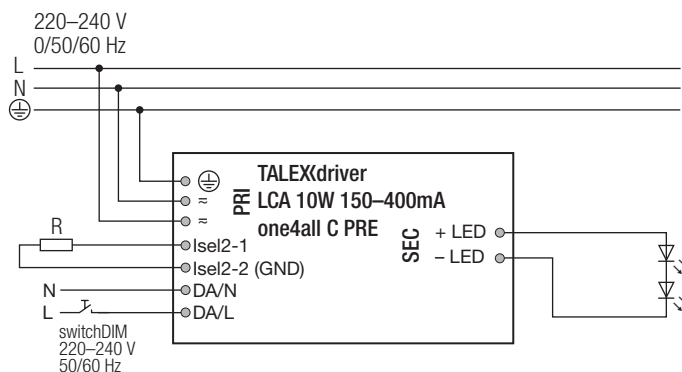 220–240 V
0/50/60 Hz
L
N
TALEXXdriver
LCA 10W 150–400mA
one4all C PRE
PRI
≂
≂
SEC
+ LED
– LED
R
Isel2-1
Isel2-2 (GND)
N
DA/N
L
DA/L
switchDIM
220–240 V
50/60 Hz